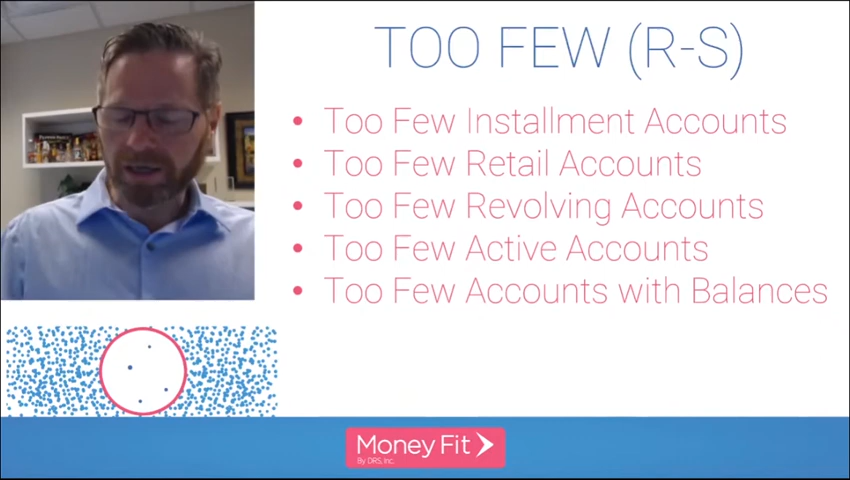 TOO FEW (R-S)
• Too Few Installment Accounts
• Too Few Retail Accounts
• Too Few Revolving Accounts
• Too Few Active Accounts
• Too Few Accounts with Balances
Money Fit
By DRS, Inc.